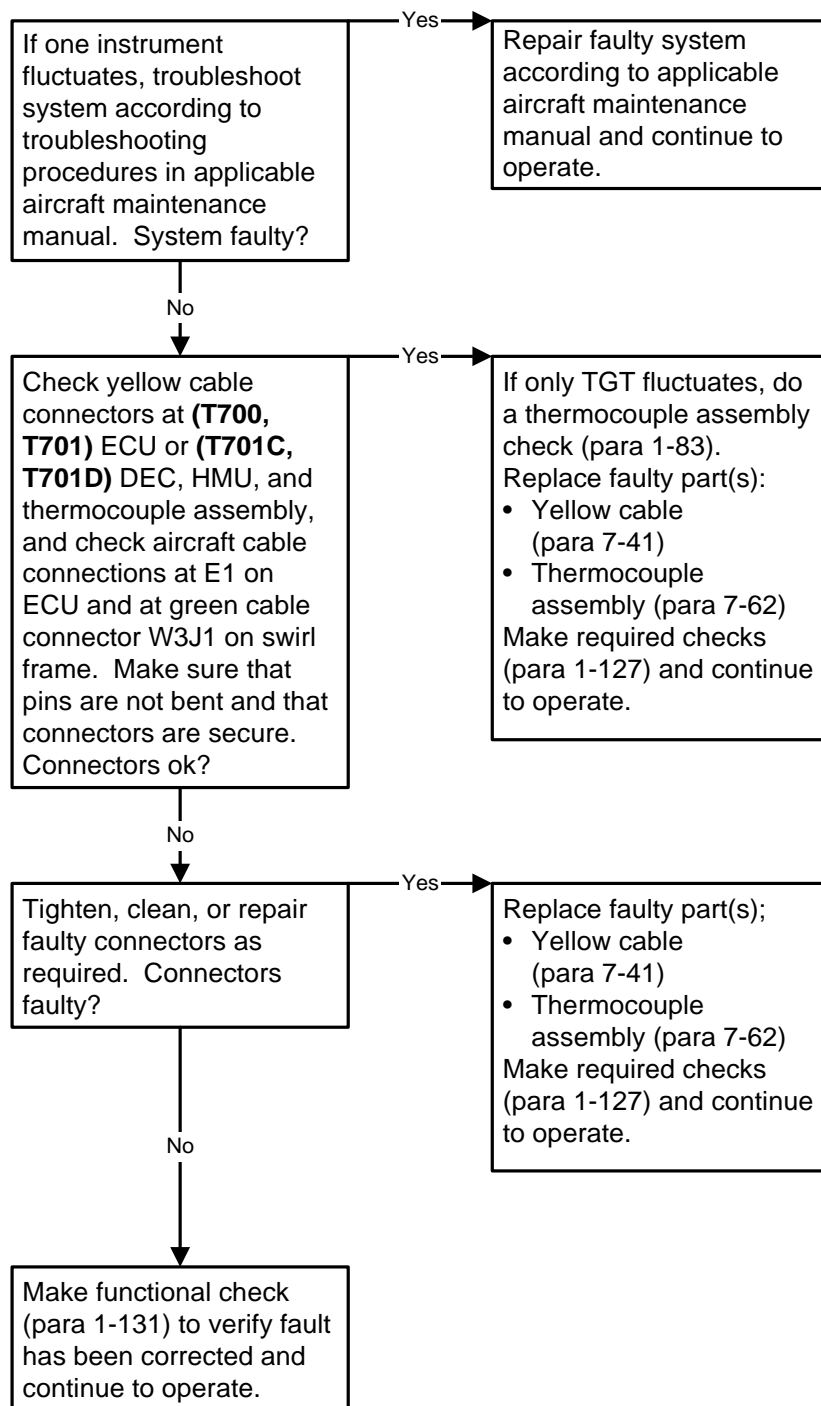 If one instrument
fluctuates, troubleshoot
system according to
troubleshooting
procedures in applicable
aircraft maintenance
manual.  System faulty?
Yes
Repair faulty system
according to applicable
aircraft maintenance
manual and continue to
operate.
No
Check yellow cable
connectors at (T700,
T701) ECU or (T701C,
T701D) DEC, HMU, and
thermocouple assembly,
and check aircraft cable
connections at E1 on
ECU and at green cable
connector W3J1 on swirl
frame.  Make sure that
pins are not bent and that
connectors are secure.
Connectors ok?
Yes
If only TGT fluctuates, do
a thermocouple assembly
check (para 1-83).
Replace faulty part(s):
• Yellow cable
(para 7-41)
• Thermocouple
assembly (para 7-62)
Make required checks
(para 1-127) and continue
to operate.
No
Tighten, clean, or repair
faulty connectors as
required.  Connectors
faulty?
Yes
Replace faulty part(s);
• Yellow cable
(para 7-41)
• Thermocouple
assembly (para 7-62)
Make required checks
(para 1-127) and continue
to operate.
No
Make functional check
(para 1-131) to verify fault
has been corrected and
continue to operate.